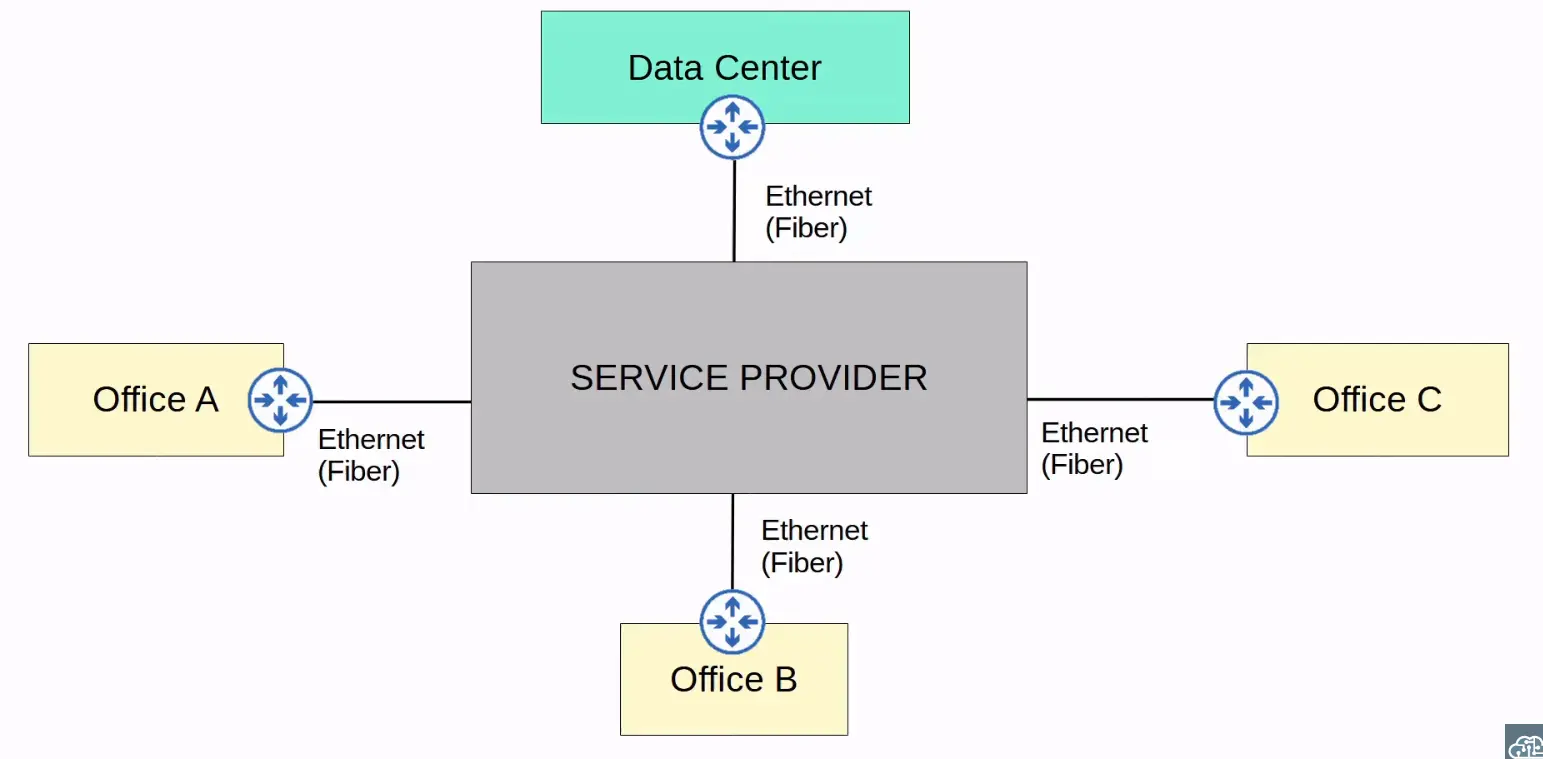 Data Center
Ethernet
(Fiber)
SERVICE PROVIDER
Office A
Ethernet
(Fiber)
Office C
Ethernet
(Fiber)
Ethernet
(Fiber)
Office B